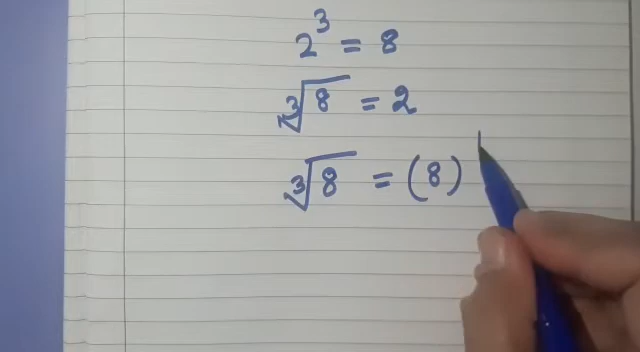 2³ = 8
∛8 = 2
∛8 = (8)